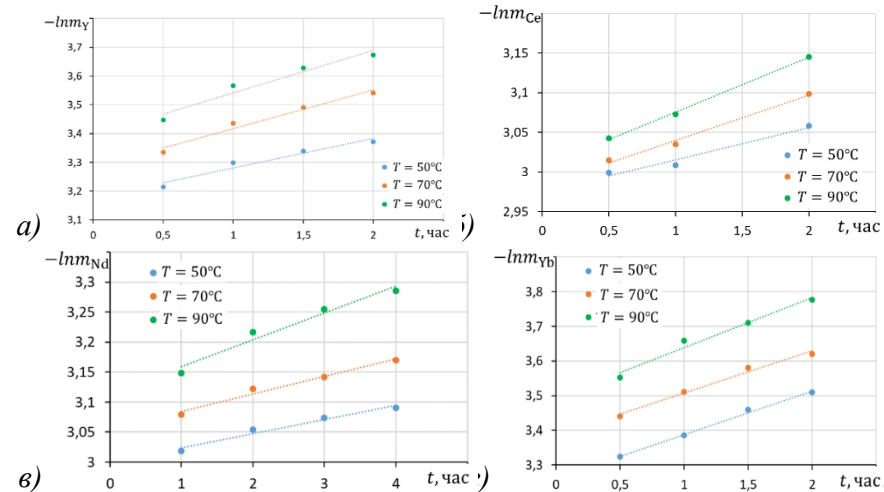 −lnm_Y
3,8
3,7
3,6
3,5
3,4
3,3
3,2
3,1
0 0,5 1 1,5 2
t, час
T = 50℃
T = 70℃
T = 90℃
а)
−lnm_Ce
3,15
3,1
3,05
3
2,95
0 0,5 1 1,5 2
t, час
T = 50℃
T = 70℃
T = 90℃
−lnm_Nd
3,3
3,25
3,2
3,15
3,1
3,05
3
0 1 2 3 4
t, час
T = 50℃
T = 70℃
T = 90℃
в)
−lnm_Yb
3,8
3,7
3,6
3,5
3,4
3,3
0 0,5 1 1,5 2
t, час
T = 50℃
T = 70℃
T = 90℃